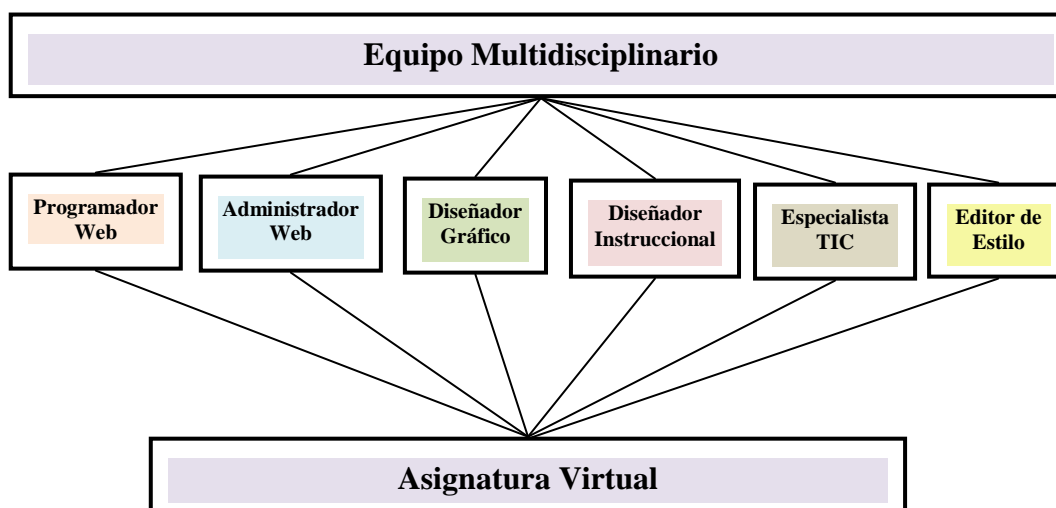 Equipo Multidisciplinario
Programador
Web
Administrador
Web
Diseñador
Gráfico
Diseñador
Instruccional
Especialista
TIC
Editor de
Estilo
Asignatura Virtual